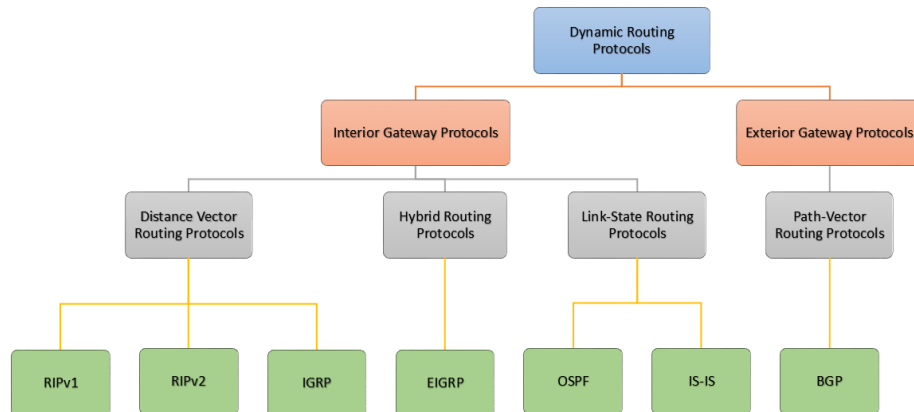 Dynamic Routing
Protocols
Interior Gateway Protocols
Exterior Gateway Protocols
Distance Vector
Routing Protocols
Hybrid Routing
Protocols
Link-State Routing
Protocols
Path-Vector
Routing Protocols
RIPv1
RIPv2
IGRP
EIGRP
OSPF
IS-IS
BGP